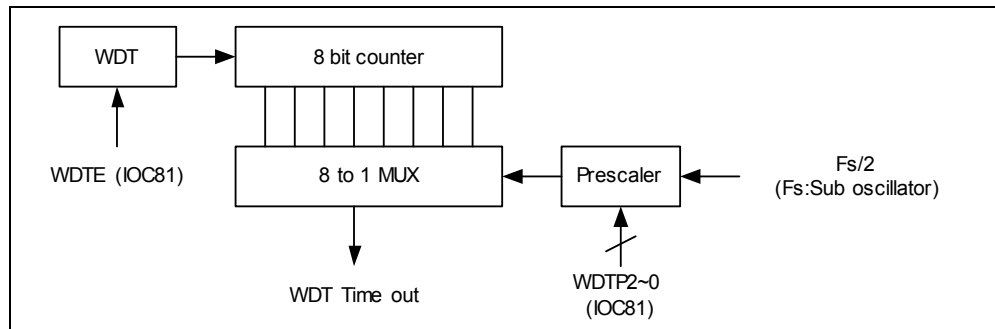 WDT
8 bit counter
WDTE (IOC81)
8 to 1 MUX
Prescaler
Fs/2
(Fs:Sub oscillator)
WDT Time out
WDTP2~0
(IOC81)